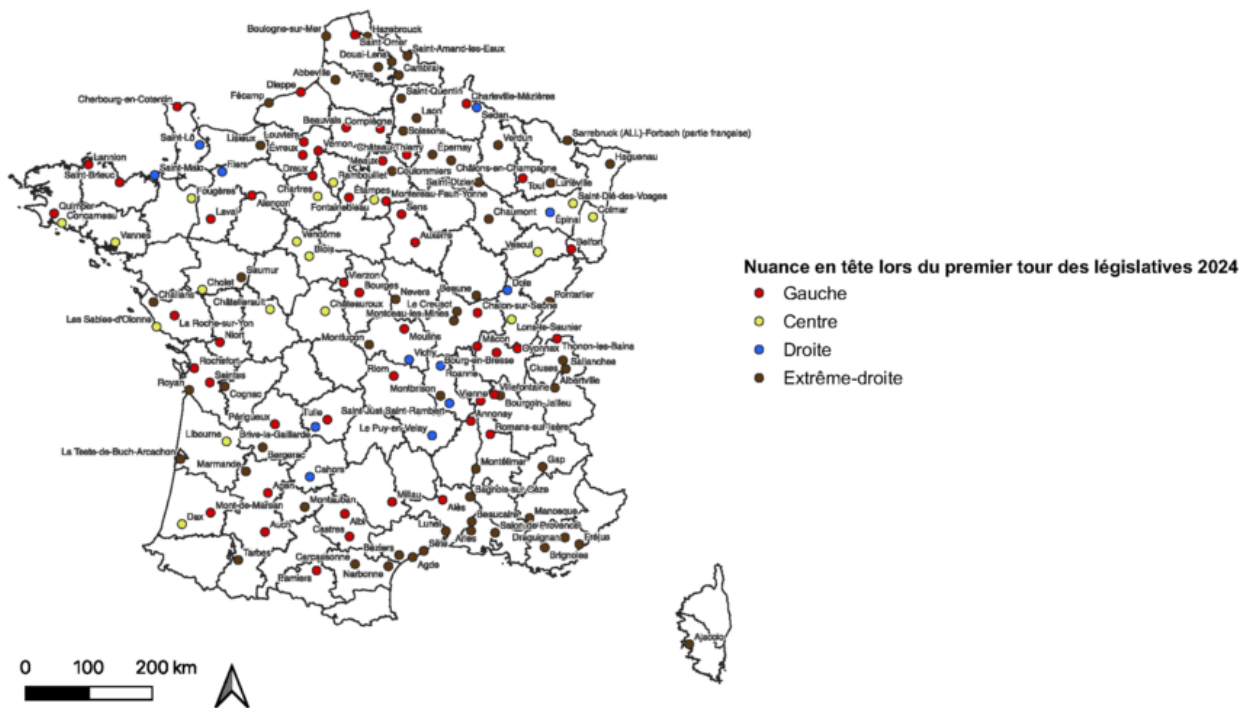 Boulogne-sur-Mer
Hazebrouck
Saint-Omer
Douai-Lens
Saint-Amand-les-Eaux
Arras
Cambrai
Abbeville
Dieppe
Saint-Quentin
Charleville-Mézières
Cherbourg-en-Cotentin
Fécamp
Laon
Sedan
Beauvais
Compiègne
Soissons
Saint-Lô
Lisieux
Louviers
Vernon
Château-Thierry
Épernay
Verdun
Sarrebruck (ALL)-Forbach (partie française)
Évreux
Meaux
Haguenau
Lannion
Saint-Malo
Flers
Dreux
Rambouillet
Coulommiers
Châlons-en-Champagne
Saint-Brieuc
Saint-Dizier
Toul
Lunéville
Fougères
Chartres
Étampes
Montereau-Fault-Yonne
Saint-Dié-des-Vosges
Alençon
Fontainebleau
Quimper
Laval
Sens
Chaumont
Colmar
Concarneau
Épinal
Vannes
Vendôme
Auxerre
Vesoul
Belfort
Blois
Saumur
Vierzon
Cholet
Bourges
Nevers
Beaune
Dole
Pontarlier
Challans
Châtellerault
Châteauroux
Le Creusot
Montceau-les-Mines
Chalon-sur-Saône
Les Sables-d'Olonne
La Roche-sur-Yon
Lons-le-Saunier
Niort
Montluçon
Moulins
Mâcon
Oyonnax
Thonon-les-Bains
Vichy
Bourg-en-Bresse
Sallanches
Rochefort
Roanne
Cluses
Saintes
Riom
Albertville
Royan
Cognac
Montbrison
Villefontaine
Vienne
Bourgoin-Jallieu
Périgueux
Tulle
Saint-Just-Saint-Rambert
Annonay
Libourne
Brive-la-Gaillarde
Le Puy-en-Velay
Romans-sur-Isère
La Teste-de-Buch-Arcachon
Bergerac
Marmande
Cahors
Montélimar
Gap
Agen
Mont-de-Marsan
Montauban
Millau
Alès
Bagnols-sur-Cèze
Dax
Albi
Beaucaire
Manosque
Auch
Castres
Lunel
Arles
Salon-de-Provence
Draguignan
Fréjus
Tarbes
Carcassonne
Béziers
Sète
Brignoles
Pamiers
Narbonne
Agde
Ajaccio
Nuance en tête lors du premier tour des législatives 2024
Gauche
Centre
Droite
Extrême-droite
0 100 200 km